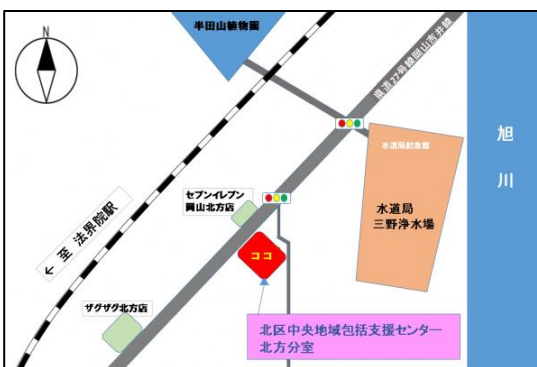 半田山植物園
N
県道27号線岡山吉井線
水道局記念館
旭川
セブンイレブン
岡山北方店
水道局
三野浄水場
← 至 法界院駅
ココ
ザグザグ北方店
北区中央地域包括支援センター
北方分室